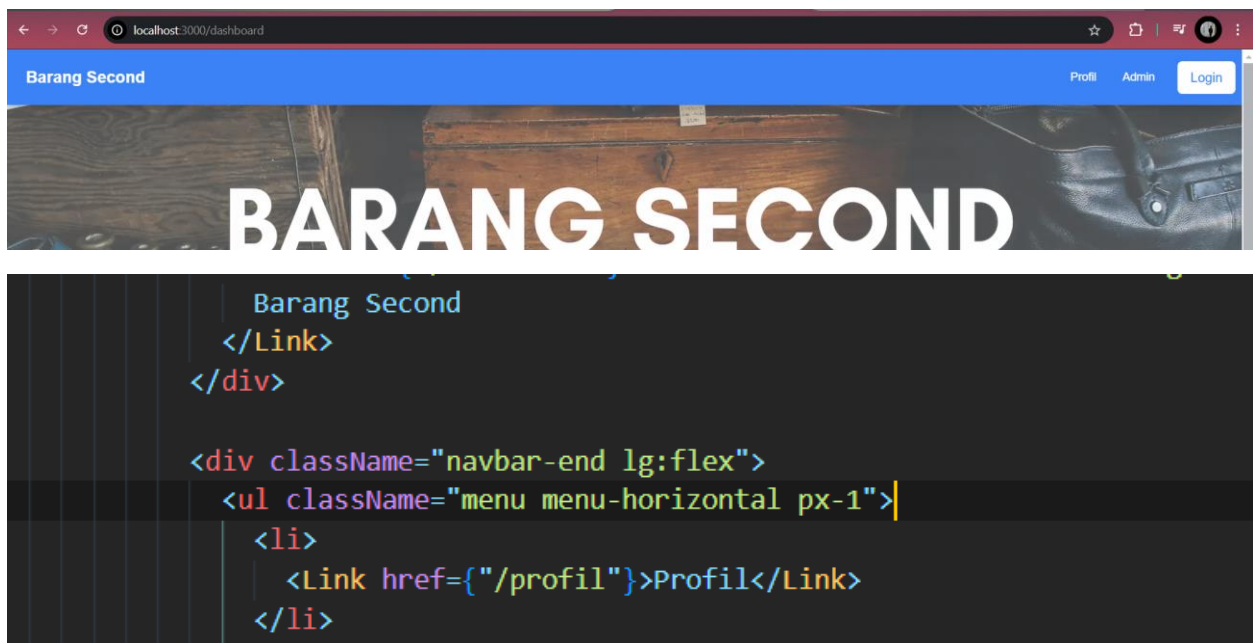 localhost:3000/dashboard
Barang Second
Profil Admin Login
BARANG SECOND
Barang Second
</Link>
</div>
<div className="navbar-end lg:flex">
<ul className="menu menu-horizontal px-1">
<li>
<Link href={"/profil"}>Profil</Link>
</li>